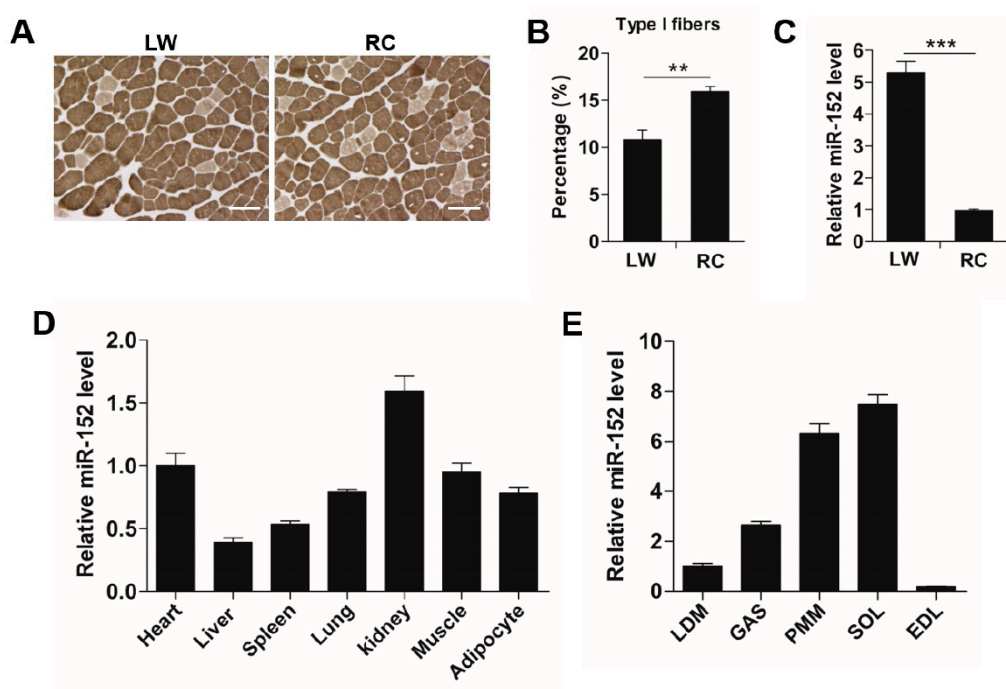 A
LW
RC
B
Type I fibers
Percentage (%)
20
15
10
5
0
**
LW
RC
C
Relative miR-152 level
6
5
4
3
2
1
0
***
LW
RC
D
Relative miR-152 level
2.0
1.5
1.0
0.5
0.0
Heart
Liver
Spleen
Lung
kidney
Muscle
Adipocyte
E
Relative miR-152 level
10
8
6
4
2
0
LDM
GAS
PMM
SOL
EDL